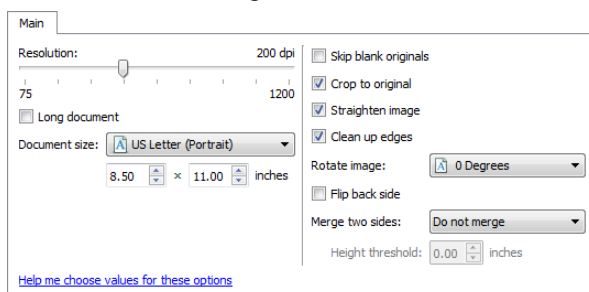 Main
Resolution: 200 dpi
75 1200
Long document
Document size: US Letter (Portrait)
8.50 × 11.00 inches
Skip blank originals
Crop to original
Straighten image
Clean up edges
Rotate image: 0 Degrees
Flip back side
Merge two sides: Do not merge
Height threshold: 0.00 inches
Help me choose values for these options